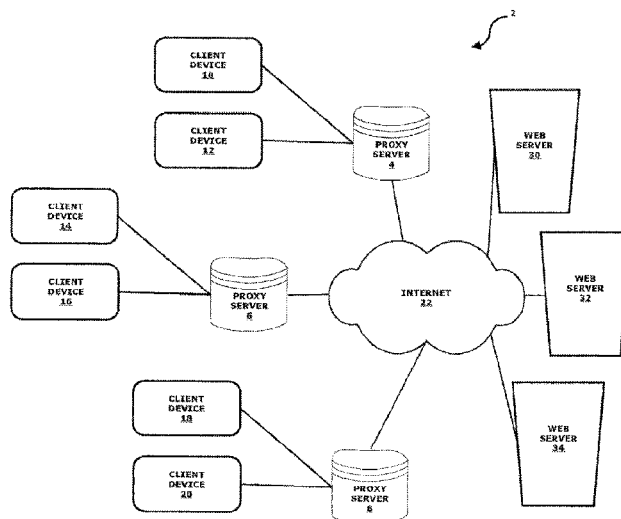 2
CLIENT
DEVICE
10
CLIENT
DEVICE
12
PROXY
SERVER
4
WEB
SERVER
30
CLIENT
DEVICE
14
CLIENT
DEVICE
16
PROXY
SERVER
6
INTERNET
22
WEB
SERVER
32
CLIENT
DEVICE
18
CLIENT
DEVICE
20
PROXY
SERVER
8
WEB
SERVER
34